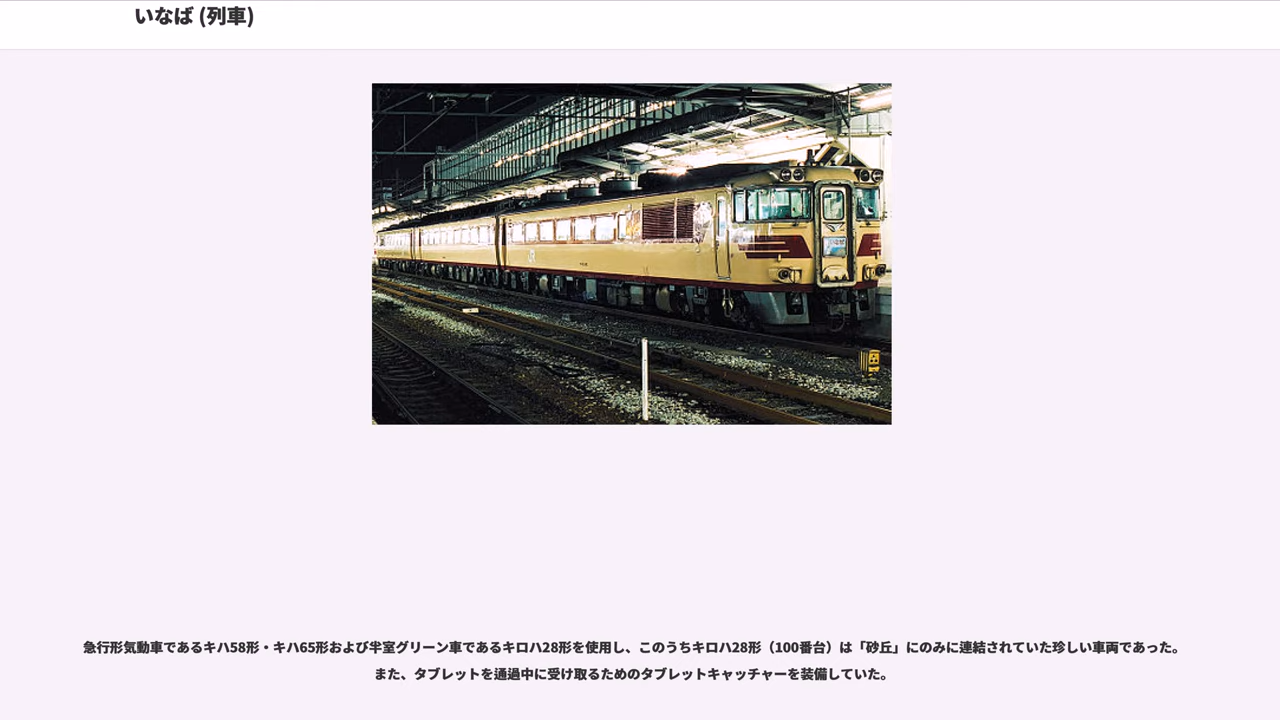 いなば (列車)
JR
急行形気動車であるキハ58形・キハ65形および半室グリーン車であるキロハ28形を使用し、このうちキロハ28形（100番台）は「砂丘」にのみに連結されていた珍しい車両であった。
また、タブレットを通過中に受け取るためのタブレットキャッチャーを装備していた。